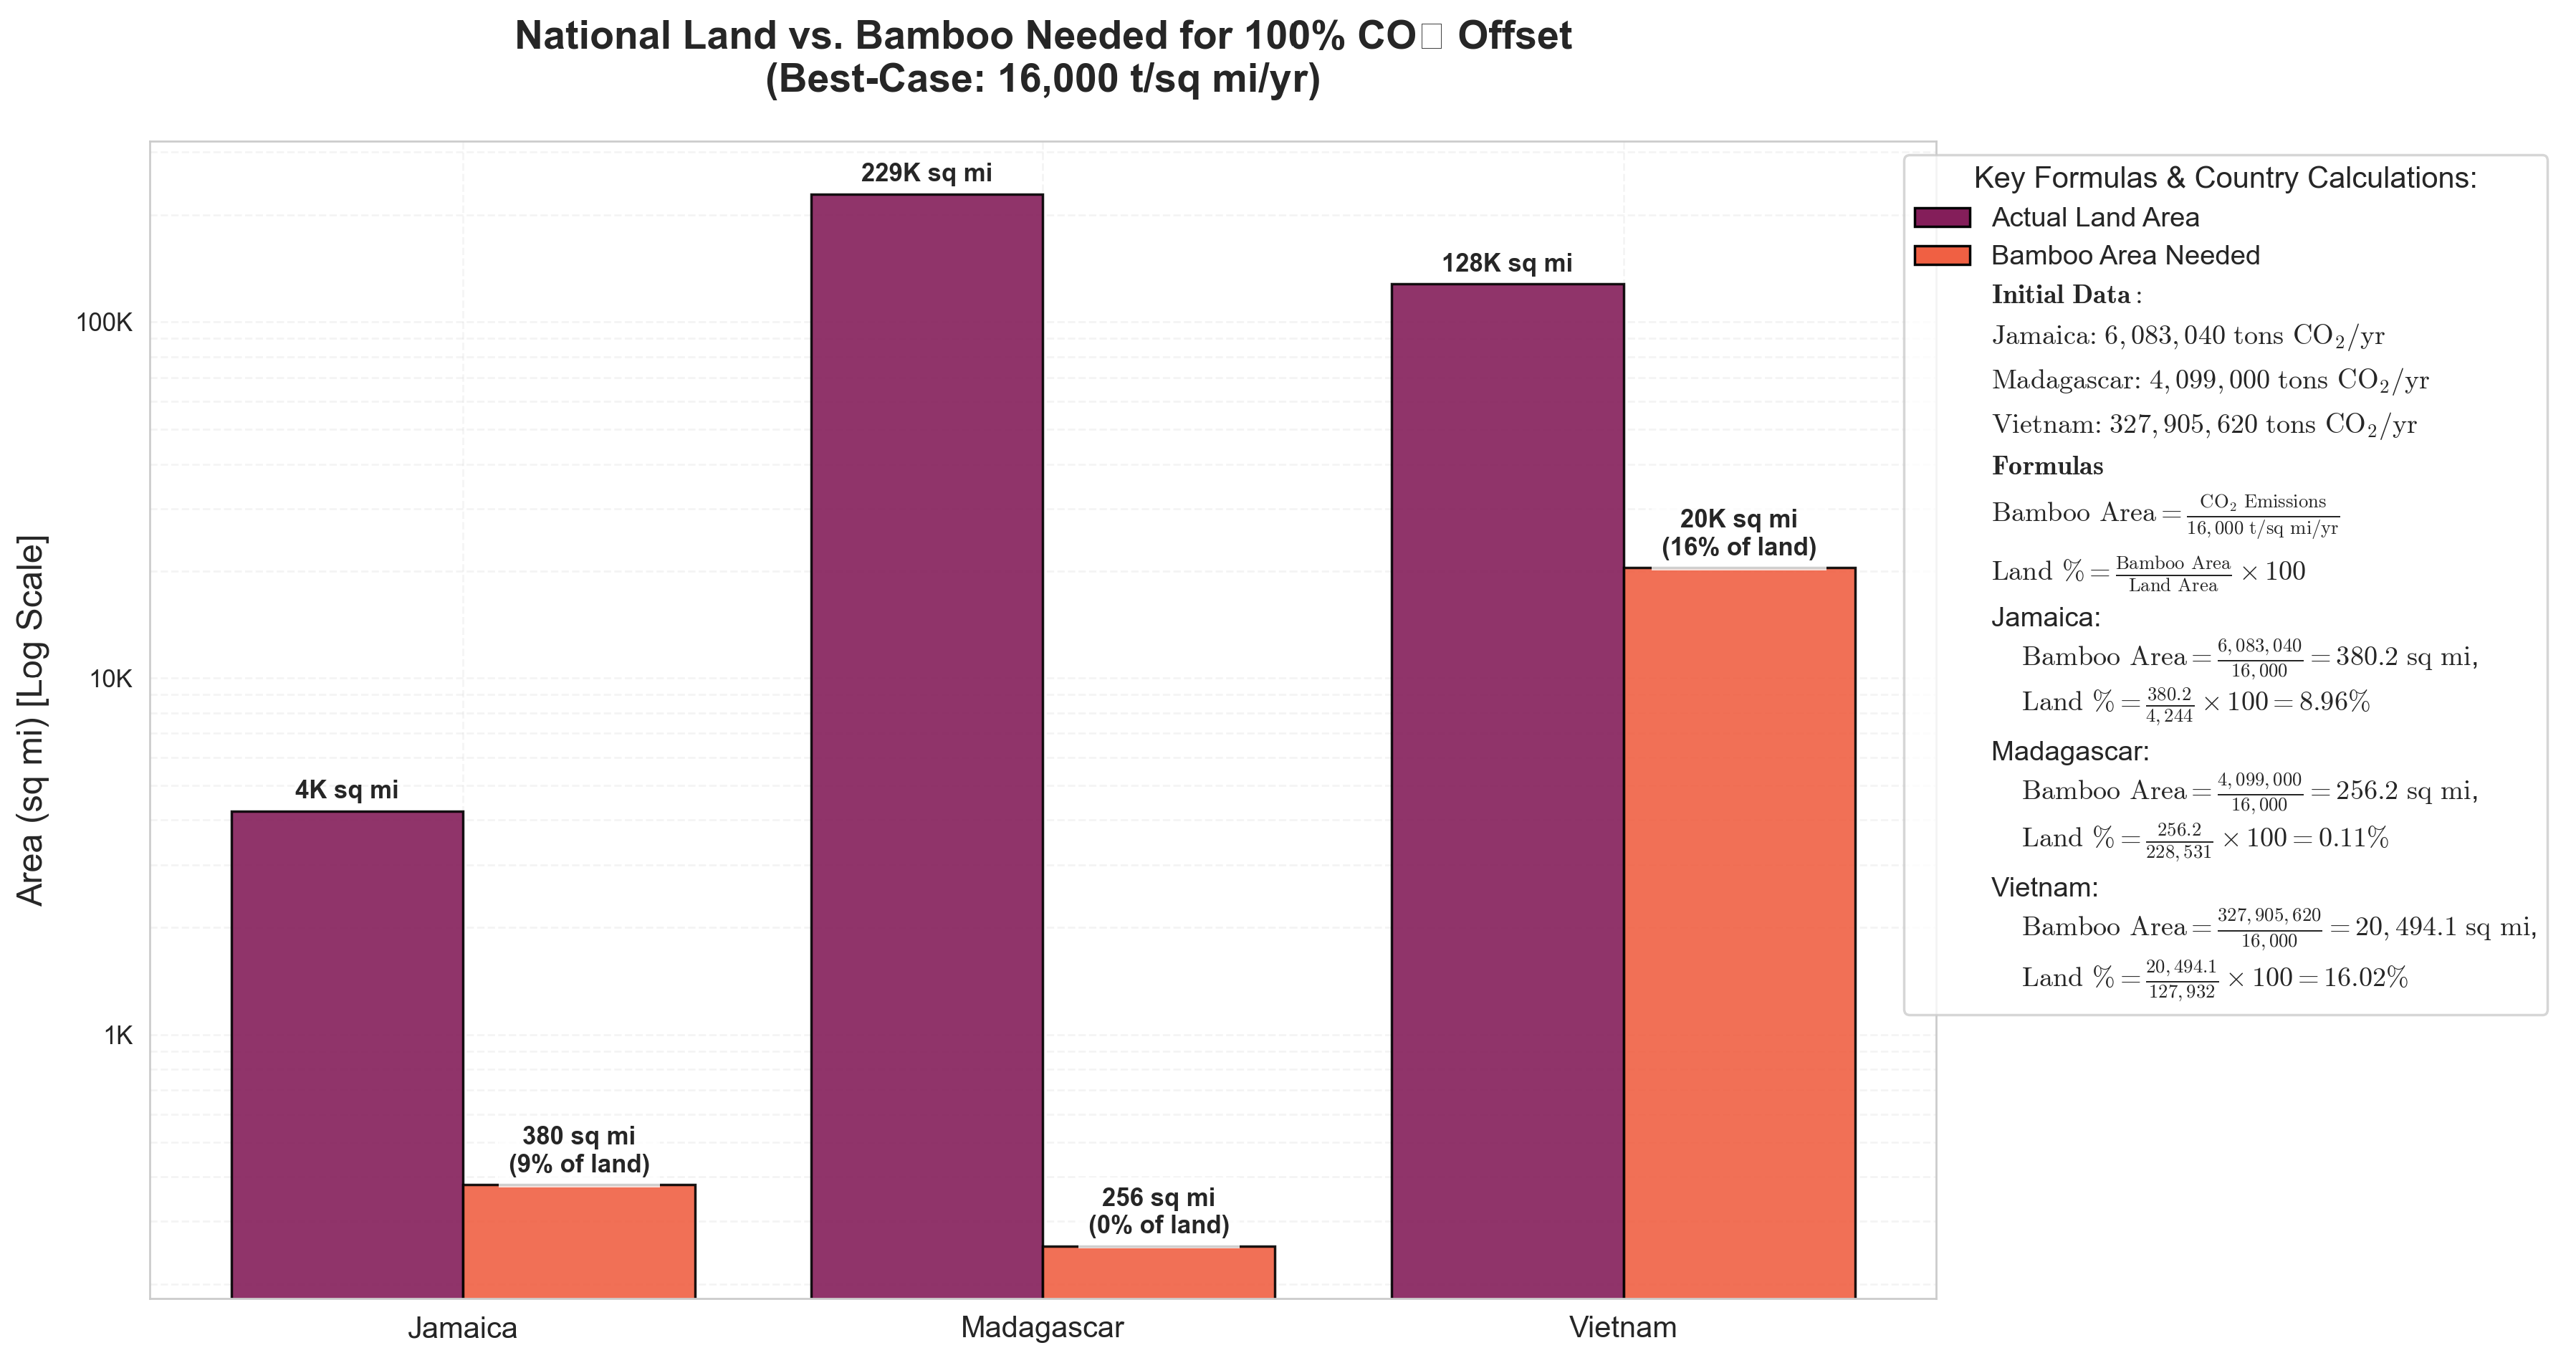 National Land vs. Bamboo Needed for 100% CO□ Offset
(Best-Case: 16,000 t/sq mi/yr)
Area (sq mi) [Log Scale]
100K
10K
1K
4K sq mi
380 sq mi
(9% of land)
229K sq mi
256 sq mi
(0% of land)
128K sq mi
20K sq mi
(16% of land)
Jamaica
Madagascar
Vietnam
Key Formulas & Country Calculations:
Actual Land Area
Bamboo Area Needed
Initial Data:
Jamaica: 6,083,040 tons CO₂/yr
Madagascar: 4,099,000 tons CO₂/yr
Vietnam: 327,905,620 tons CO₂/yr
Formulas
Bamboo Area = CO₂ Emissions / 16,000 t/sq mi/yr
Land % = Bamboo Area / Land Area × 100
Jamaica:
Bamboo Area = 6,083,040 / 16,000 = 380.2 sq mi,
Land % = 380.2 / 4,244 × 100 = 8.96%
Madagascar:
Bamboo Area = 4,099,000 / 16,000 = 256.2 sq mi,
Land % = 256.2 / 228,531 × 100 = 0.11%
Vietnam:
Bamboo Area = 327,905,620 / 16,000 = 20,494.1 sq mi,
Land % = 20,494.1 / 127,932 × 100 = 16.02%